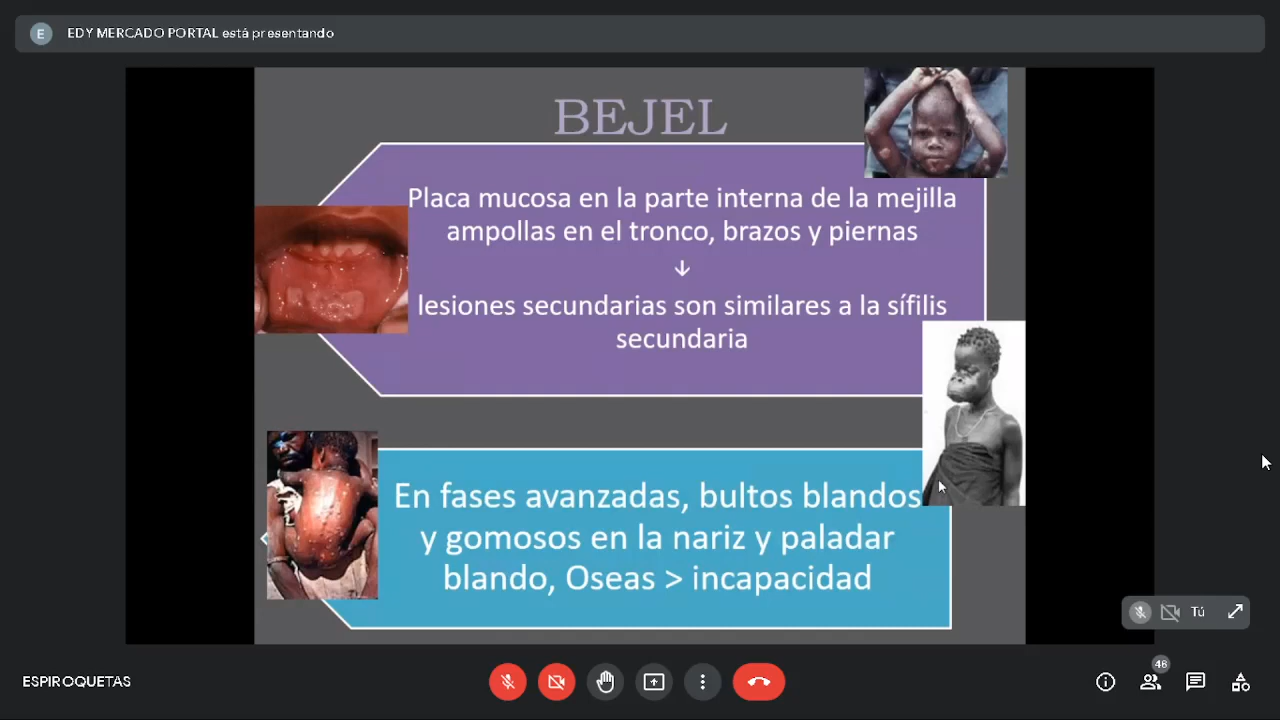 E EDY MERCADO PORTAL está presentando
BEJEL
Placa mucosa en la parte interna de la mejilla
ampollas en el tronco, brazos y piernas
↓
lesiones secundarias son similares a la sífilis
secundaria
En fases avanzadas, bultos blandos
y gomosos en la nariz y paladar
blando, Oseas > incapacidad
Tú
46
ESPIROQUETAS